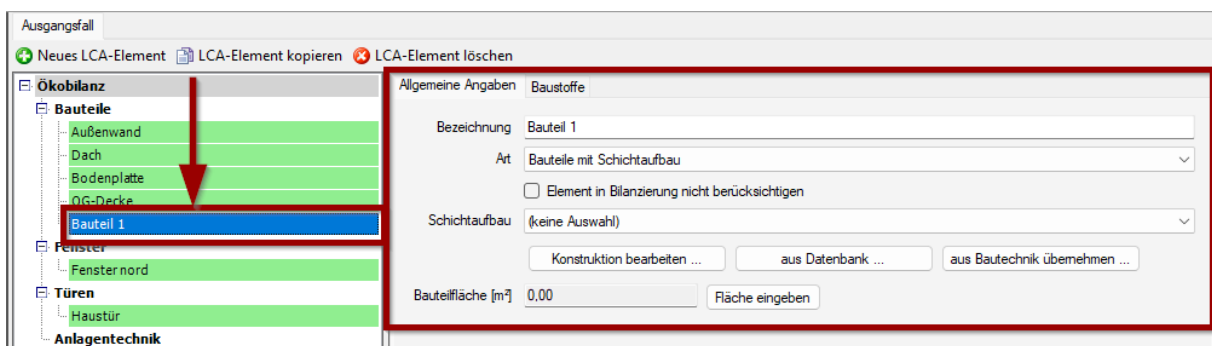 Ausgangsfall
Neues LCA-Element LCA-Element kopieren LCA-Element löschen
Ökobilanz
Bauteile
Außenwand
Dach
Bodenplatte
OG-Decke
Bauteil 1
Fenster
Fenster nord
Türen
Haustür
Anlagentechnik
Allgemeine Angaben Baustoffe
Bezeichnung Bauteil 1
Art Bauteile mit Schichtaufbau
Element in Bilanzierung nicht berücksichtigen
Schichtaufbau (keine Auswahl)
Konstruktion bearbeiten ... aus Datenbank ... aus Bautechnik übernehmen ...
Bauteilfläche [m²] 0,00 Fläche eingeben